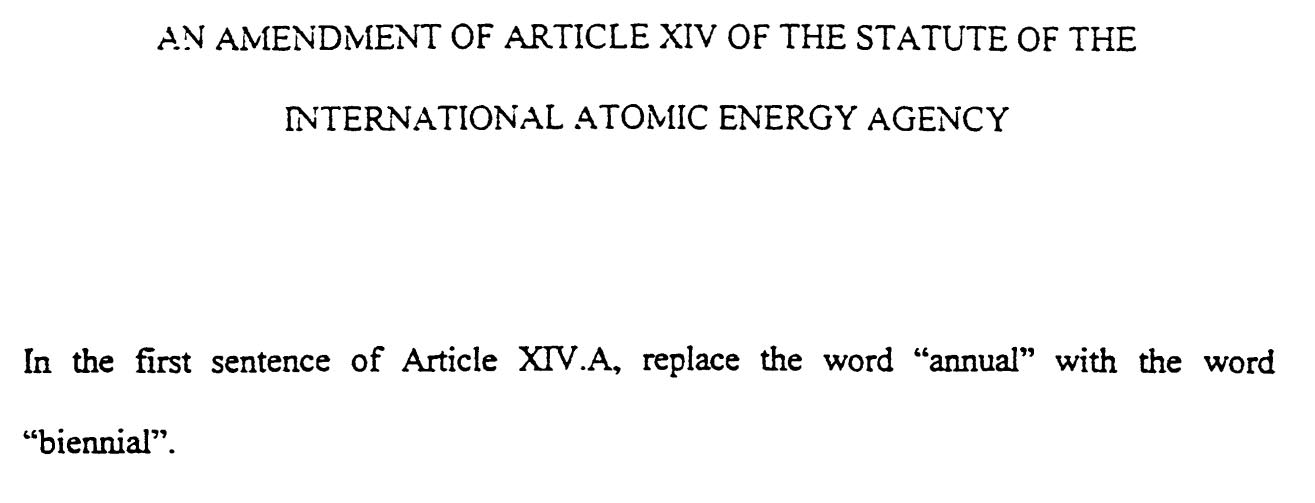 AN AMENDMENT OF ARTICLE XIV OF THE STATUTE OF THE
INTERNATIONAL ATOMIC ENERGY AGENCY
In the first sentence of Article XIV.A, replace the word “annual” with the word
“biennial”.